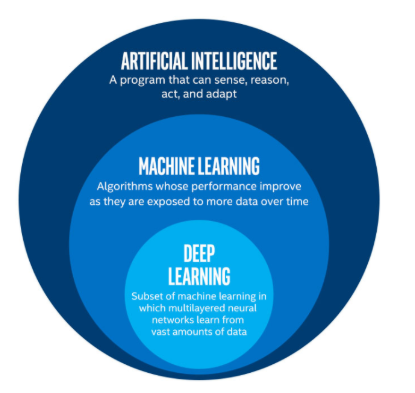 ARTIFICIAL INTELLIGENCE
A program that can sense, reason,
act, and adapt
MACHINE LEARNING
Algorithms whose performance improve
as they are exposed to more data over time
DEEP
LEARNING
Subset of machine learning in
which multilayered neural
networks learn from
vast amounts of data